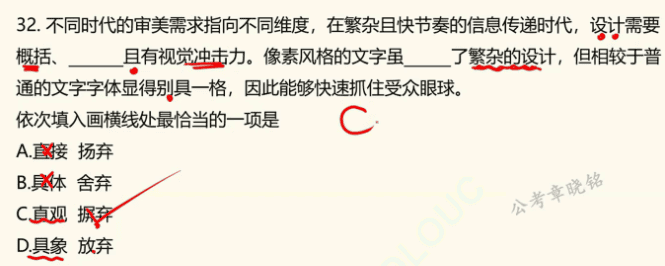 32. 不同时代的审美需求指向不同维度，在繁杂且快节奏的信息传递时代，设计需要
概括、______且有视觉冲击力。像素风格的文字虽______了繁杂的设计，但相较于普
通的文字字体显得别具一格，因此能够快速抓住受众眼球。
依次填入画横线处最恰当的一项是
C
A.直接 扬弃
B.具体 舍弃
C.直观 摒弃
D.具象 放弃
公考章晓铭